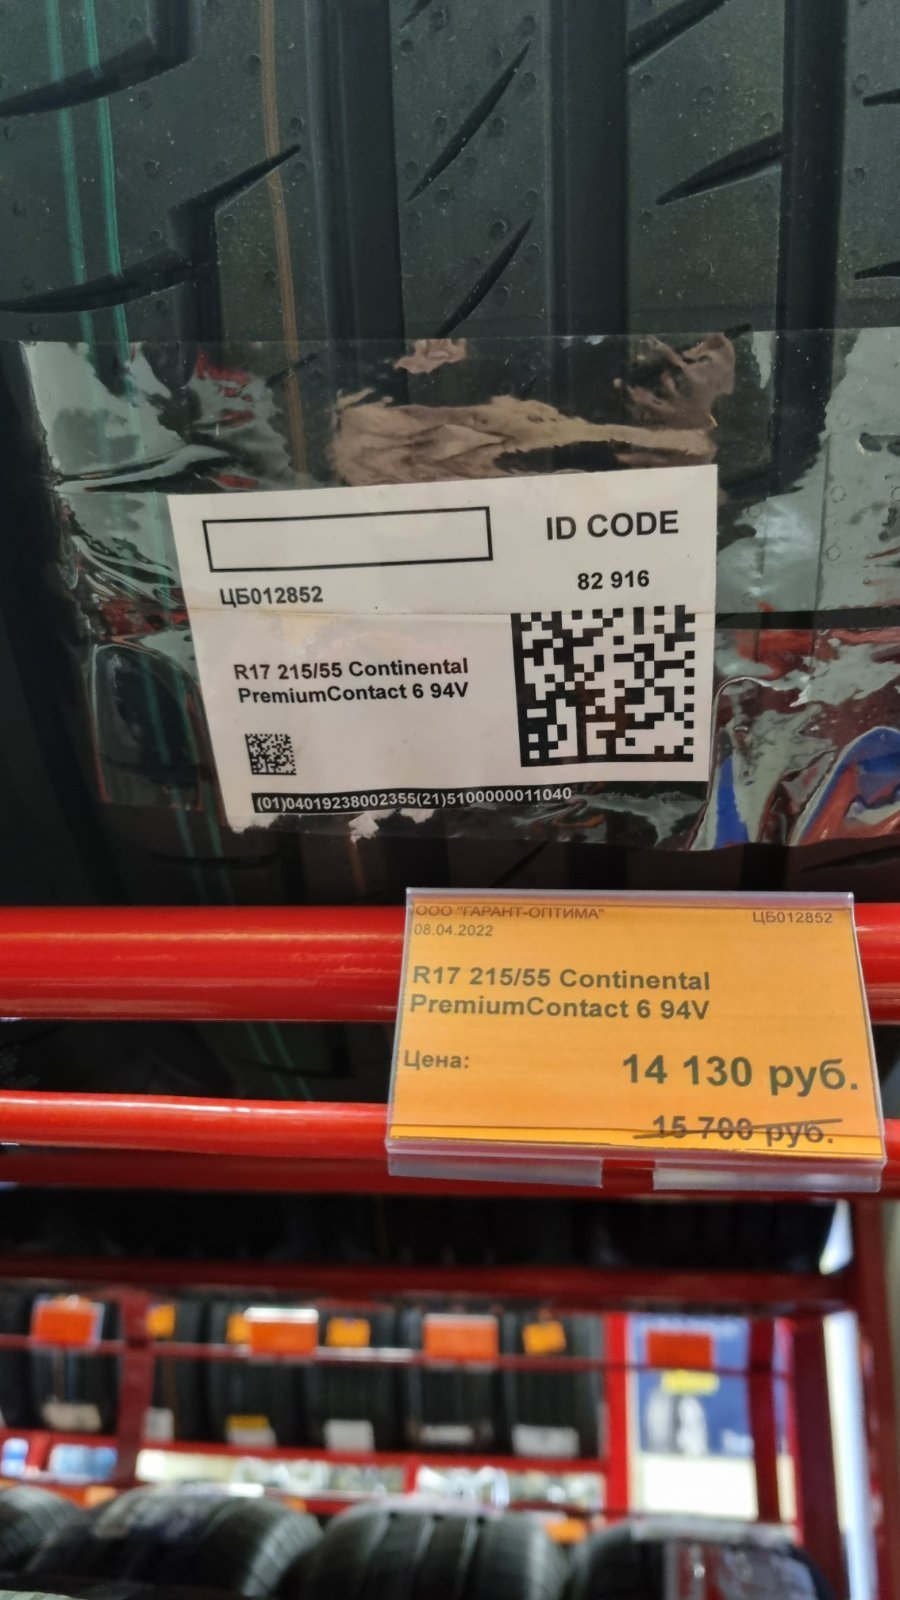 ID CODE
82 916
ЦБ012852
R17 215/55 Continental
PremiumContact 6 94V
(01)04019238002355(21)5100000011040
ООО "ГАРАНТ-ОПТИМА" ЦБ012852
08.04.2022
R17 215/55 Continental
PremiumContact 6 94V
Цена: 14 130 руб.
15 700 руб.